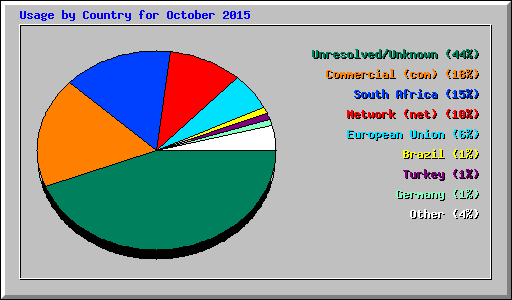 Usage by Country for October 2015
Unresolved/Unknown (44%)
Commercial (com) (18%)
South Africa (15%)
Network (net) (10%)
European Union (6%)
Brazil (1%)
Turkey (1%)
Germany (1%)
Other (4%)